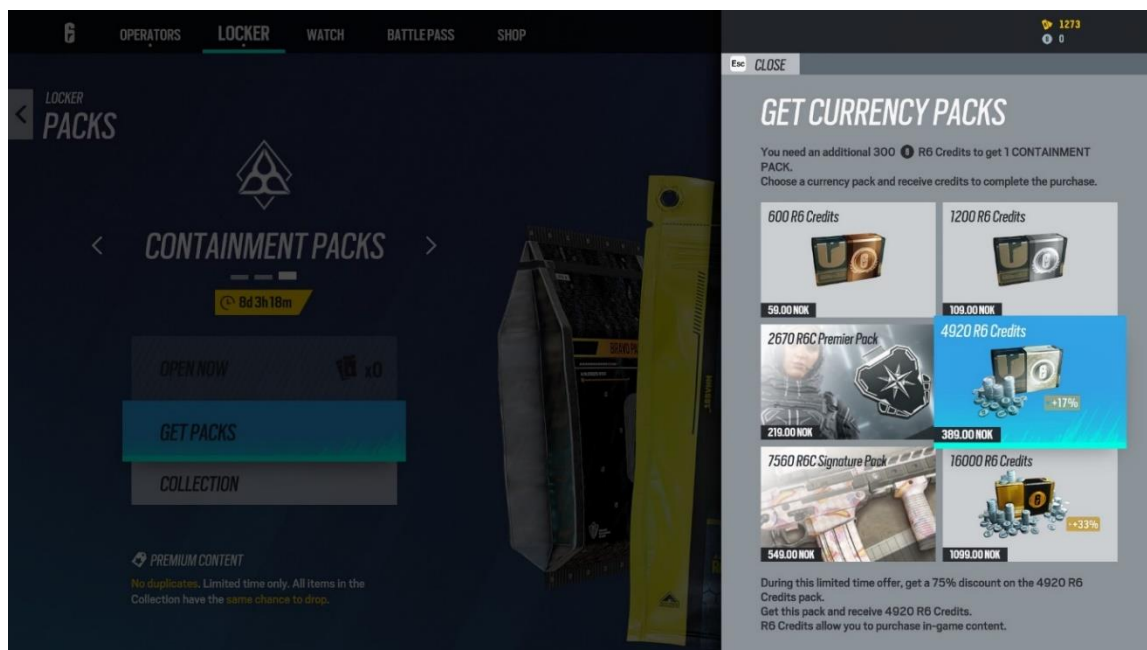 OPERATORS
LOCKER
WATCH
BATTLE PASS
SHOP
1273
0
Esc CLOSE
LOCKER
PACKS
CONTAINMENT PACKS
8d 3h 18m
OPEN NOW x0
GET PACKS
COLLECTION
PREMIUM CONTENT
No duplicates. Limited time only. All items in the
Collection have the same chance to drop.
GET CURRENCY PACKS
You need an additional 300 R6 Credits to get 1 CONTAINMENT
PACK.
Choose a currency pack and receive credits to complete the purchase.
600 R6 Credits
59.00 NOK
1200 R6 Credits
109.00 NOK
2670 R6C Premier Pack
219.00 NOK
4920 R6 Credits
+17%
389.00 NOK
7560 R6C Signature Pack
549.00 NOK
16000 R6 Credits
+33%
1099.00 NOK
During this limited time offer, get a 75% discount on the 4920 R6
Credits pack.
Get this pack and receive 4920 R6 Credits.
R6 Credits allow you to purchase in-game content.